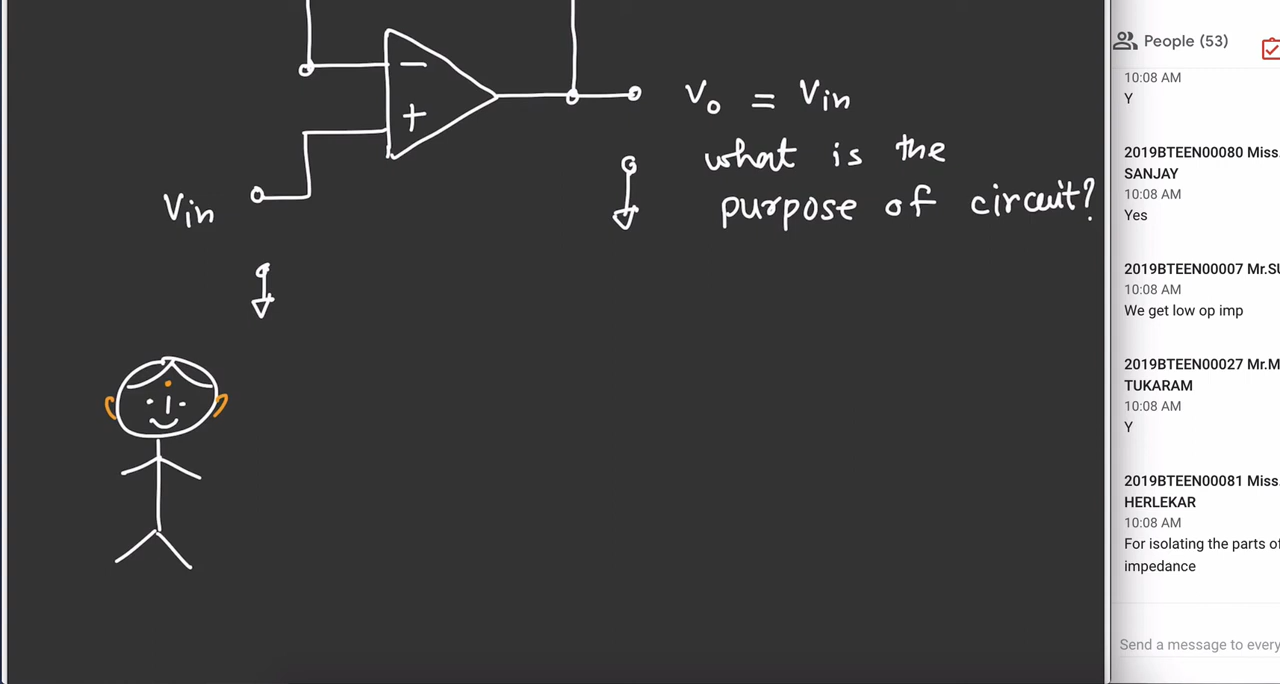 −
+
Vo = Vin
what is the
purpose of circuit?
Vin
People (53)
10:08 AM
Y
2019BTEEN00080 Miss.
SANJAY
10:08 AM
Yes
2019BTEEN00007 Mr.SU
10:08 AM
We get low op imp
2019BTEEN00027 Mr.M
TUKARAM
10:08 AM
Y
2019BTEEN00081 Miss.
HERLEKAR
10:08 AM
For isolating the parts of
impedance
Send a message to every